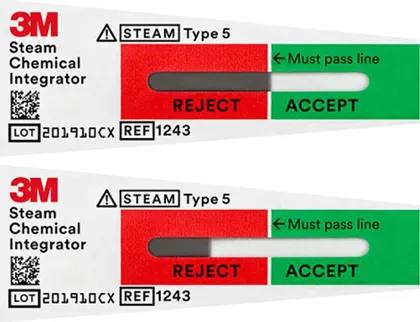 3M
Steam
Chemical
Integrator
STEAM Type 5
←Must pass line
REJECT ACCEPT
LOT 201910CX REF 1243
3M
Steam
Chemical
Integrator
STEAM Type 5
←Must pass line
REJECT ACCEPT
LOT 201910CX REF 1243